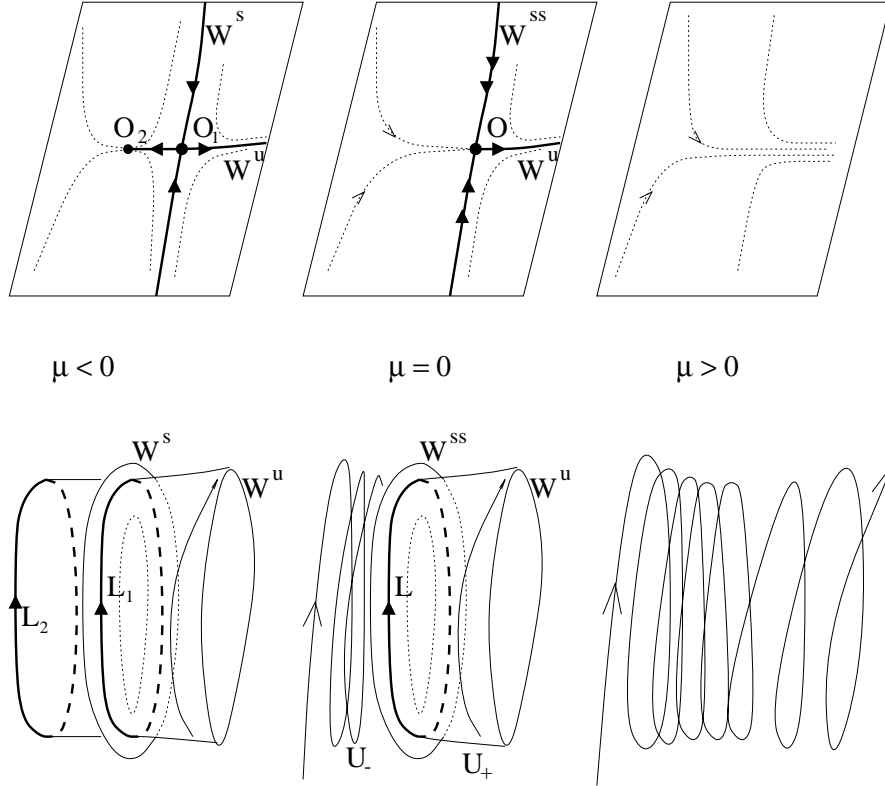 W^s W^ss
O_2 O_1 O
W^u W^u
μ < 0 μ = 0 μ > 0
W^s W^u W^ss W^u
L_2 L_1 L
U_- U_+